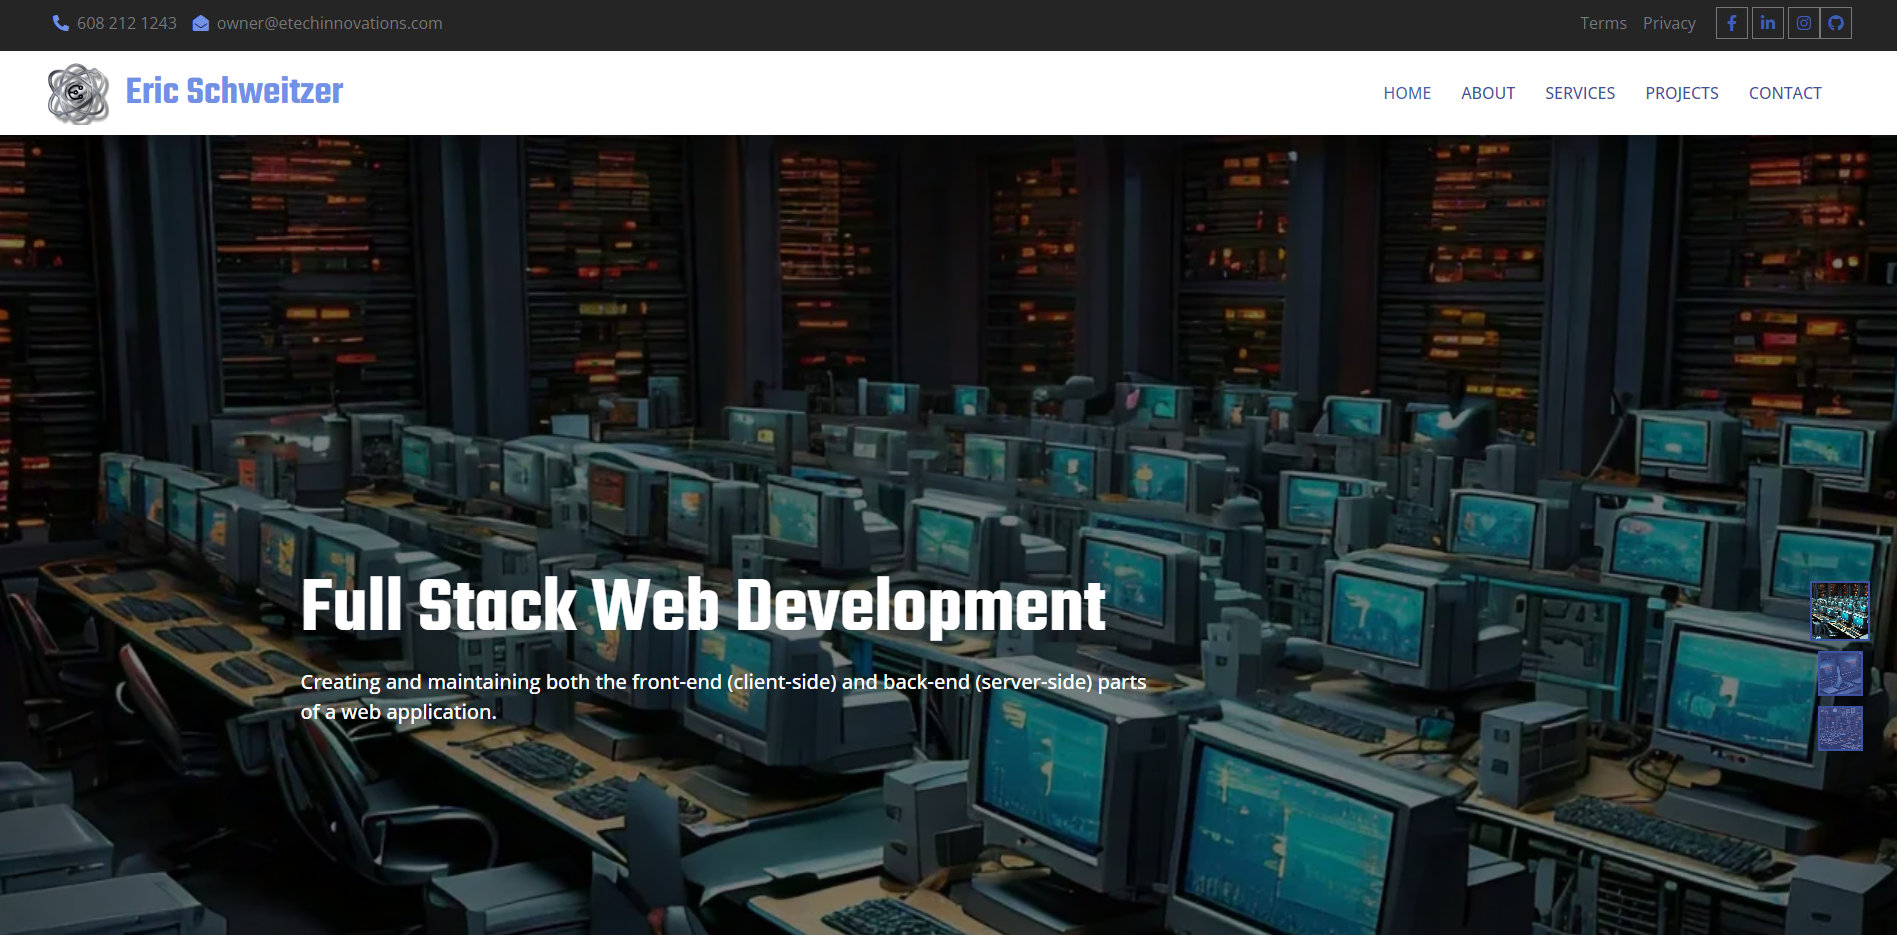 608 212 1243 owner@etechinnovations.com Terms Privacy
Eric Schweitzer HOME ABOUT SERVICES PROJECTS CONTACT
Full Stack Web Development
Creating and maintaining both the front-end (client-side) and back-end (server-side) parts
of a web application.